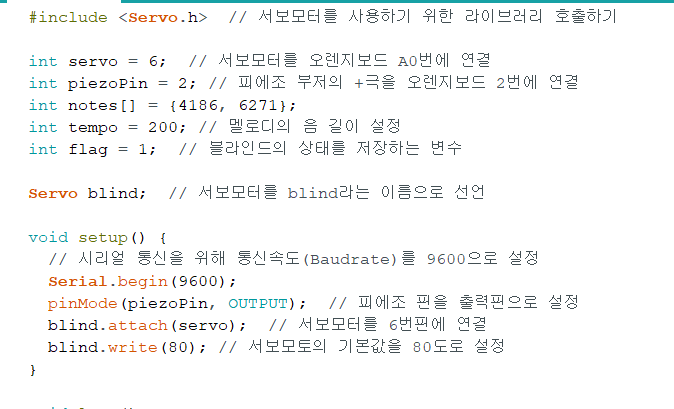 #include <Servo.h>  // 서보모터를 사용하기 위한 라이브러리 호출하기
int servo = 6;  // 서보모터를 오렌지보드 A0번에 연결
int piezoPin = 2; // 피에조 부저의 +극을 오렌지보드 2번에 연결
int notes[] = {4186, 6271};
int tempo = 200; // 멜로디의 음 길이 설정
int flag = 1;  // 블라인드의 상태를 저장하는 변수
Servo blind;  // 서보모터를 blind라는 이름으로 선언
void setup() {
  // 시리얼 통신을 위해 통신속도(Baudrate)를 9600으로 설정
  Serial.begin(9600);
  pinMode(piezoPin, OUTPUT);  // 피에조 핀을 출력핀으로 설정
  blind.attach(servo);  // 서보모터를 6번핀에 연결
  blind.write(80); // 서보모토의 기본값을 80도로 설정
}